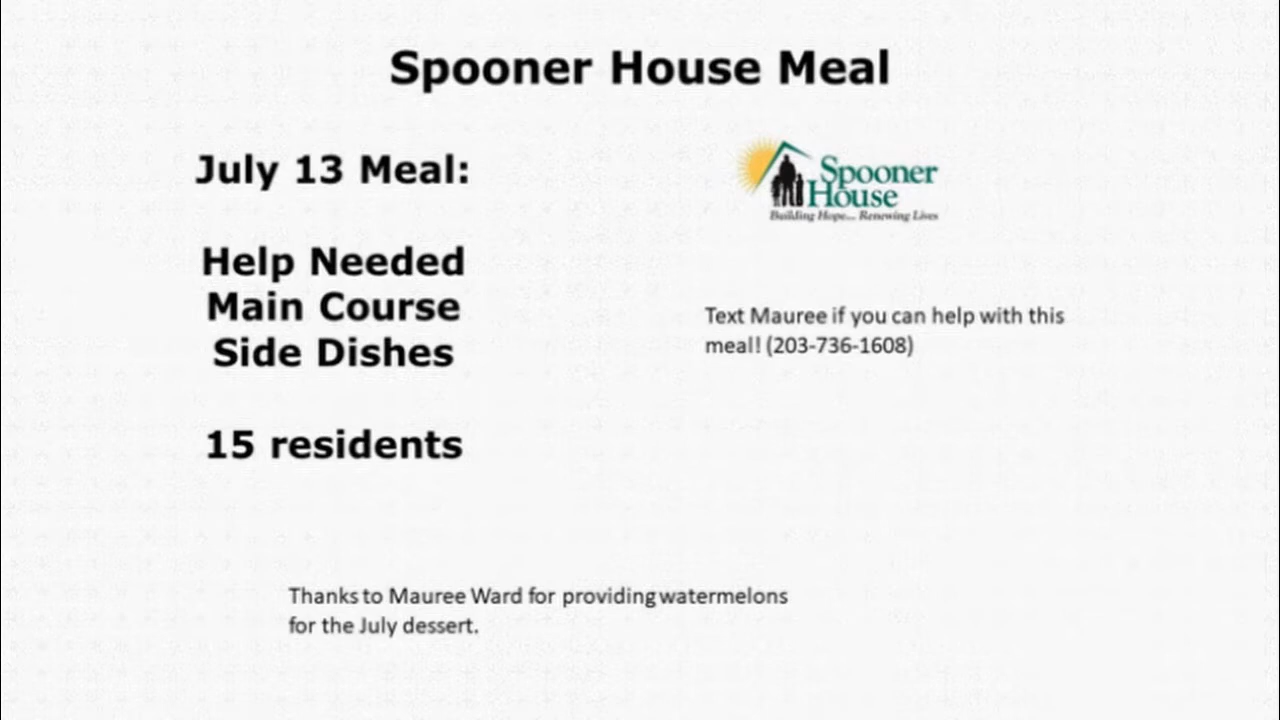 Spooner House Meal
July 13 Meal:
Help Needed
Main Course
Side Dishes
15 residents
Spooner
House
Building Hope... Renewing Lives
Text Mauree if you can help with this
meal! (203-736-1608)
Thanks to Mauree Ward for providing watermelons
for the July dessert.